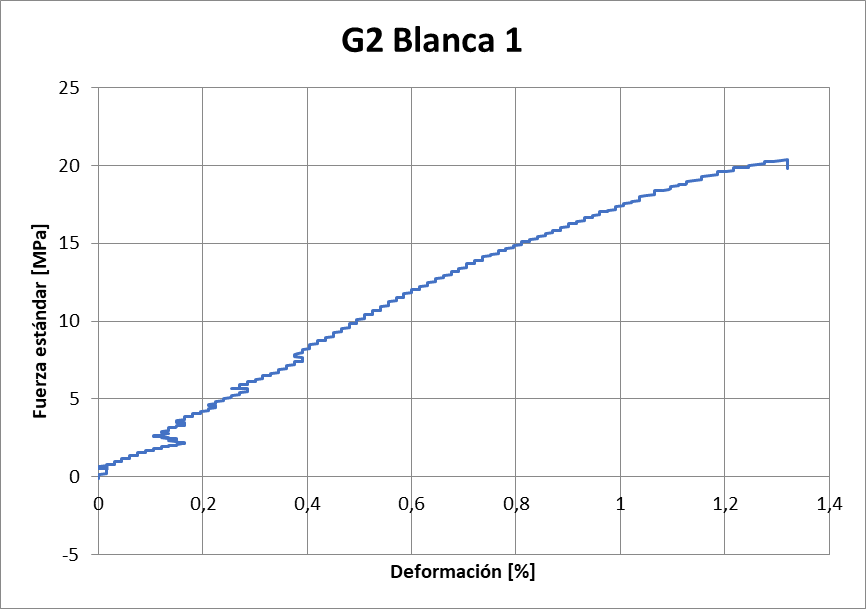 G2 Blanca 1
25
20
15
10
5
0
-5
Fuerza estándar [MPa]
0 0,2 0,4 0,6 0,8 1 1,2 1,4
Deformación [%]